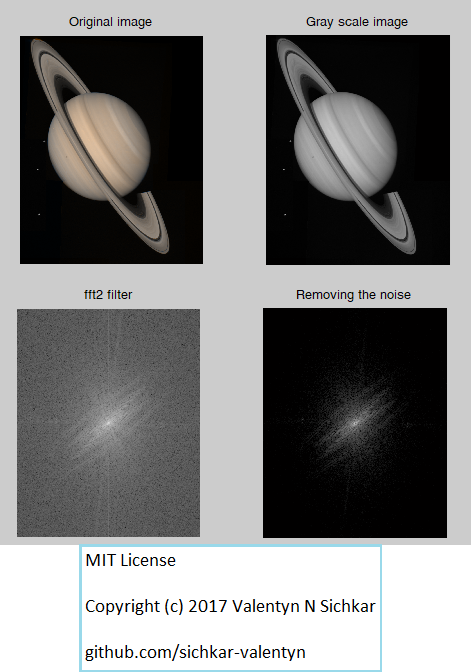 Original image
Gray scale image
fft2 filter
Removing the noise
MIT License
Copyright (c) 2017 Valentyn N Sichkar
github.com/sichkar-valentyn